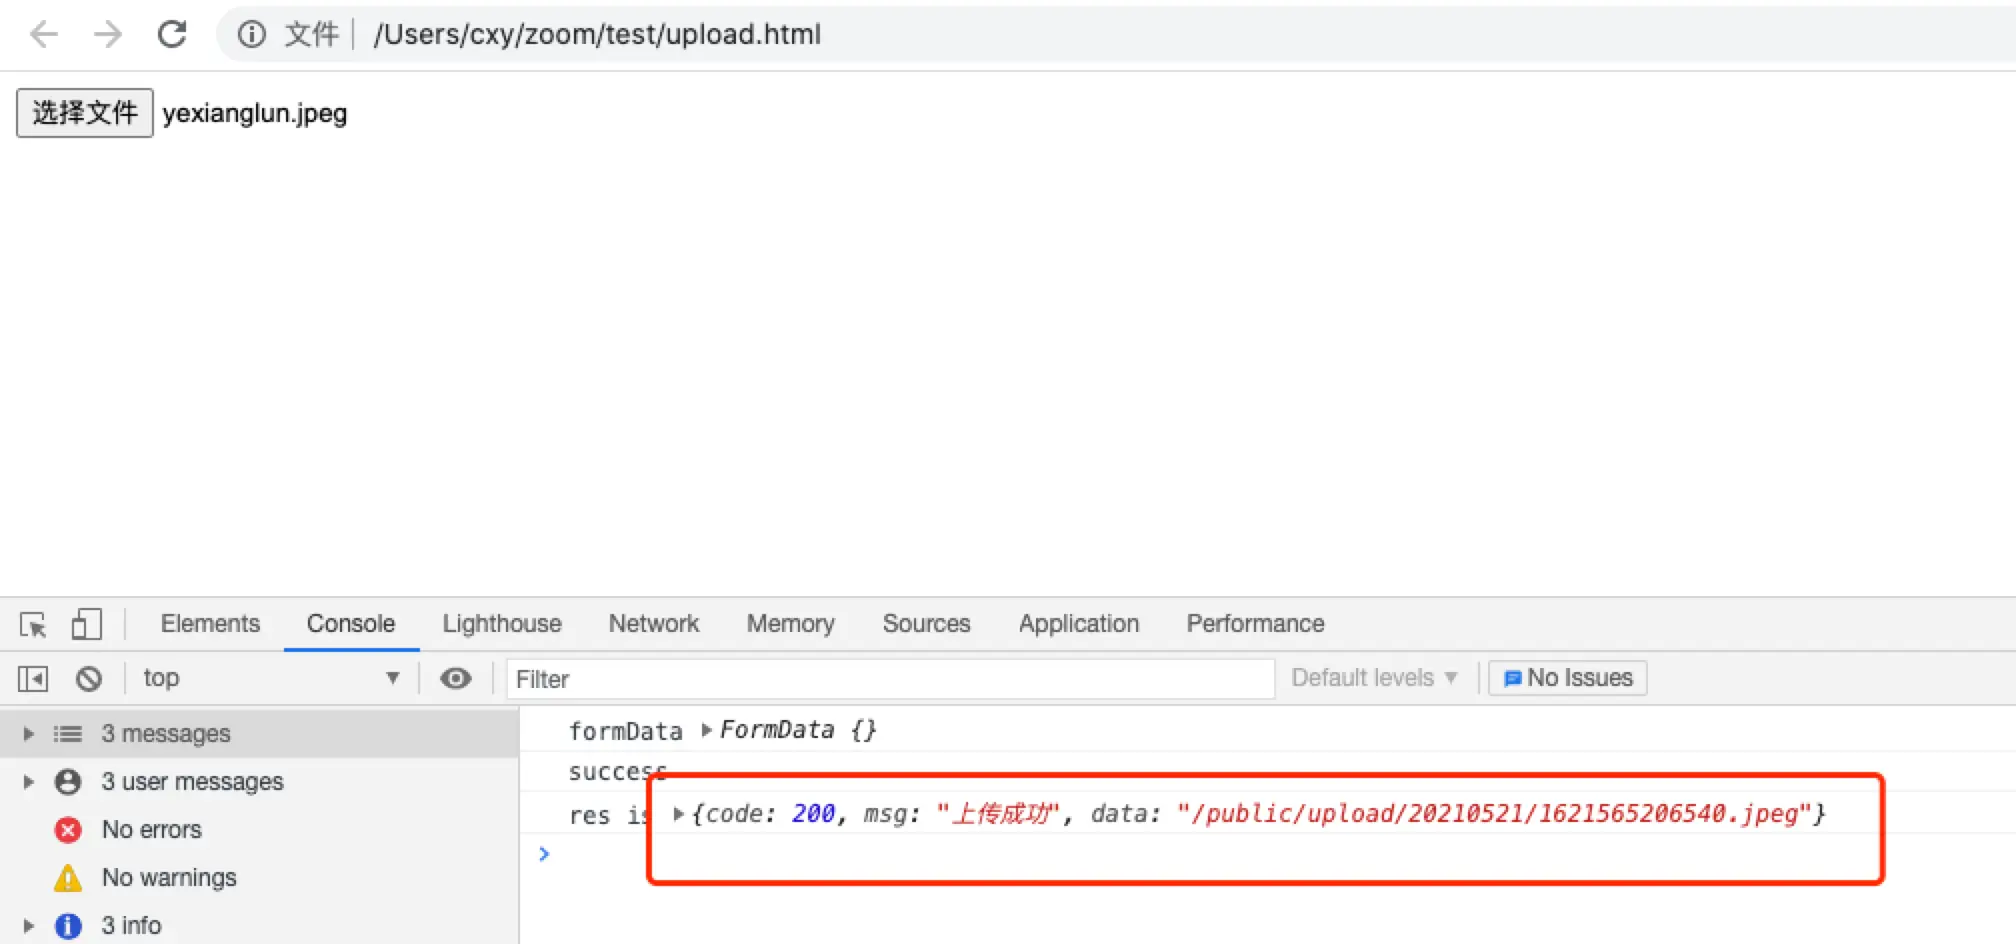 文件 /Users/cxy/zoom/test/upload.html
选择文件 yexianglun.jpeg
Elements Console Lighthouse Network Memory Sources Application Performance
top Filter Default levels No Issues
3 messages
3 user messages
No errors
No warnings
3 info
formData FormData {}
success
res is {code: 200, msg: "上传成功", data: "/public/upload/20210521/1621565206540.jpeg"}